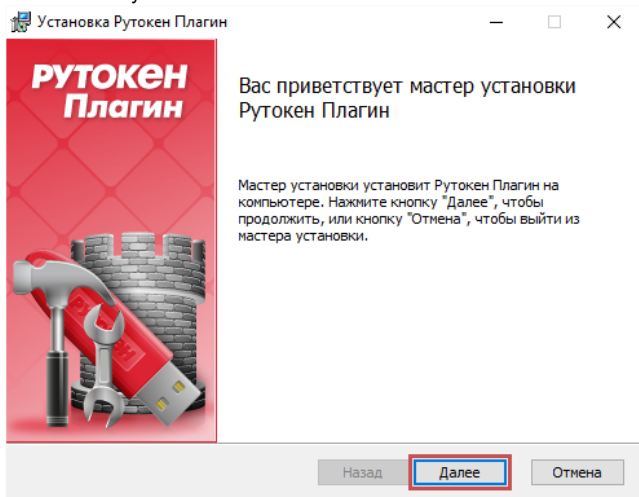 Установка Рутокен Плагин
рутокен
Плагин
Вас приветствует мастер установки
Рутокен Плагин
Мастер установки установит Рутокен Плагин на
компьютере. Нажмите кнопку "Далее", чтобы
продолжить, или кнопку "Отмена", чтобы выйти из
мастера установки.
РУТОКЕН
Назад
Далее
Отмена